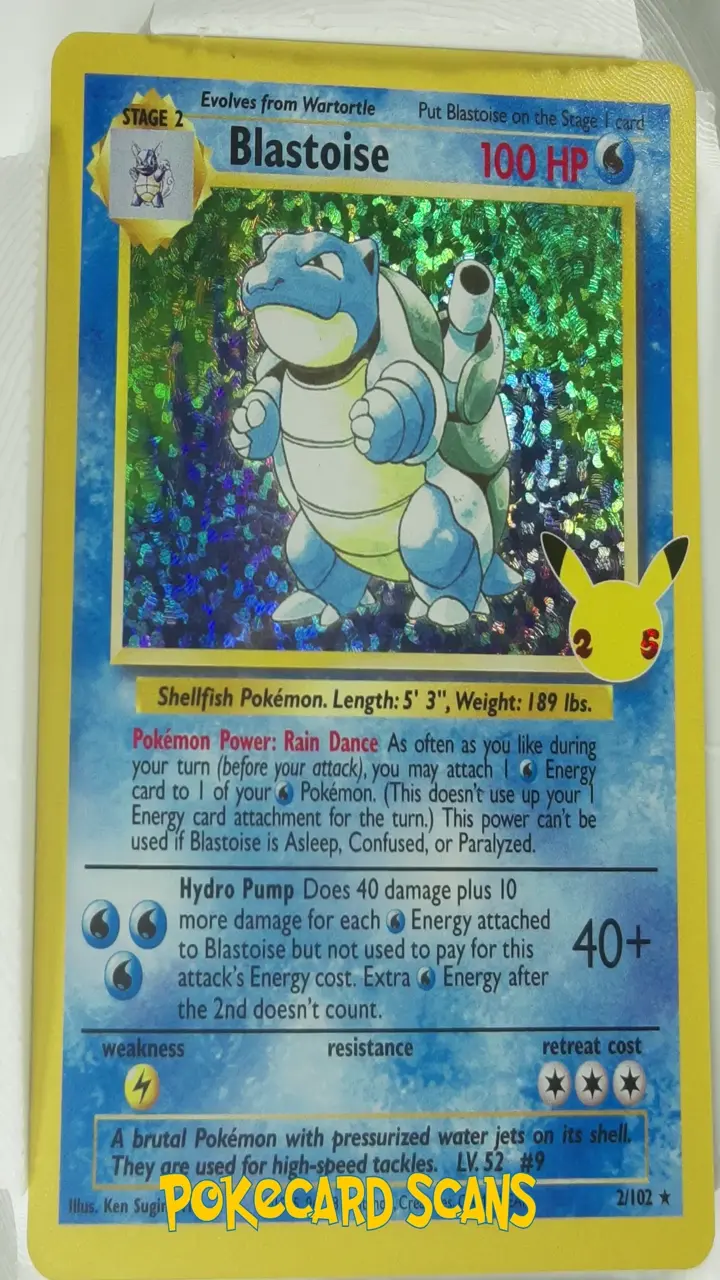 Evolves from Wartortle
Put Blastoise on the Stage 1 card
STAGE 2
Blastoise
100 HP
2 5
Shellfish Pokémon. Length: 5' 3", Weight: 189 lbs.
Pokémon Power: Rain Dance As often as you like during
your turn (before your attack), you may attach 1 Energy
card to 1 of your Pokémon. (This doesn't use up your 1
Energy card attachment for the turn.) This power can't be
used if Blastoise is Asleep, Confused, or Paralyzed.
Hydro Pump Does 40 damage plus 10
more damage for each Energy attached
to Blastoise but not used to pay for this
attack's Energy cost. Extra Energy after
the 2nd doesn't count.
40+
weakness
resistance
retreat cost
A brutal Pokémon with pressurized water jets on its shell.
They are used for high-speed tackles. LV. 52 #9
Illus. Ken
2/102
POKECARD SCANS